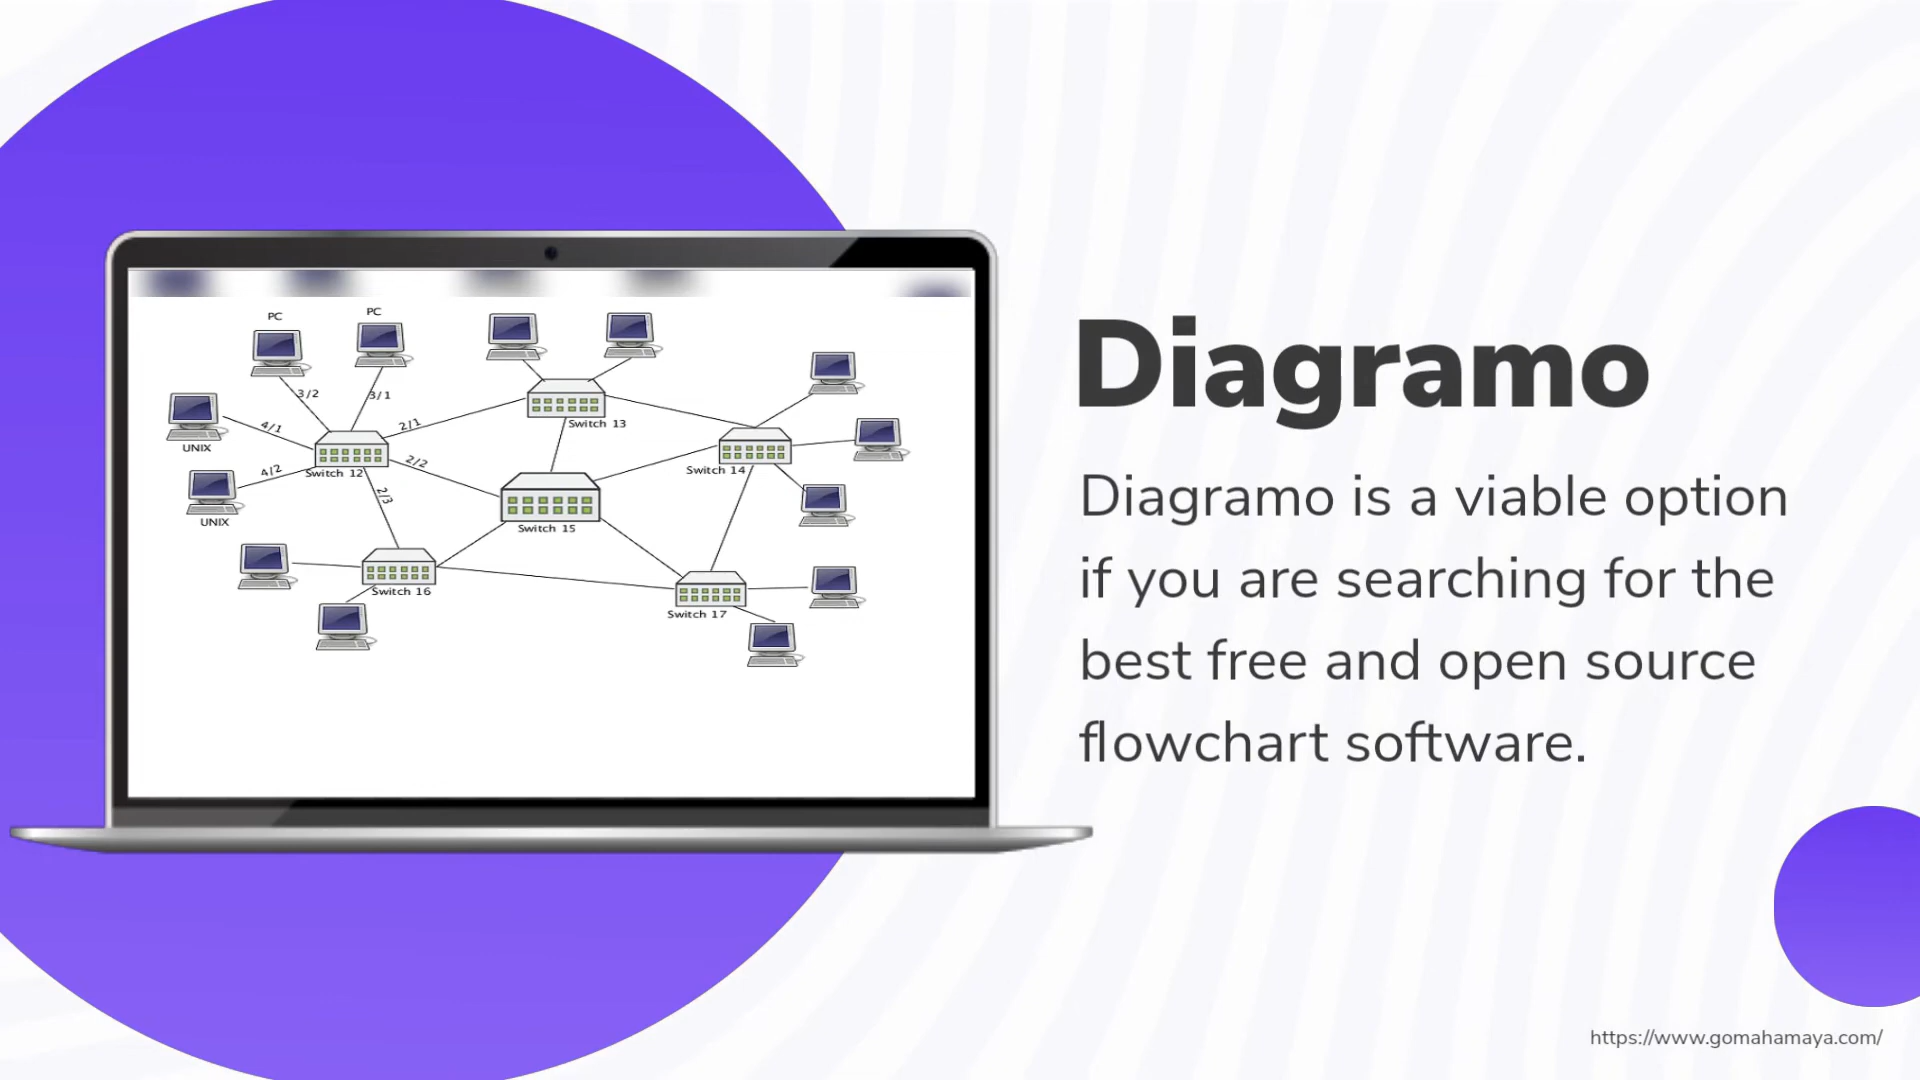 PC
PC
3/2
3/1
4/1
2/1
Switch 13
UNIX
2/2
Switch 14
4/2
Switch 12
2/3
UNIX
Switch 15
Switch 16
Switch 17
Diagramo
Diagramo is a viable option
if you are searching for the
best free and open source
flowchart software.
https://www.gomahamaya.com/